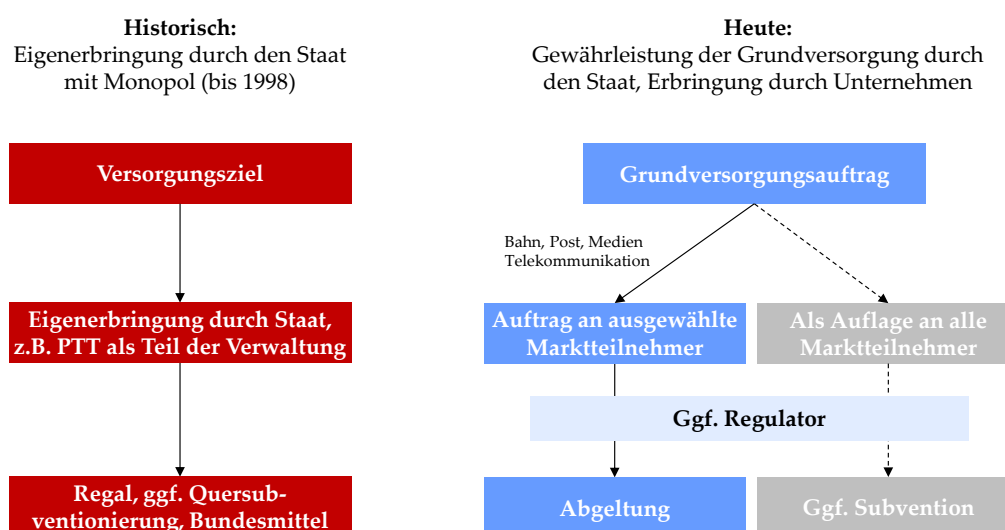 Historisch:
Eigenerbringung durch den Staat
mit Monopol (bis 1998)
Versorgungsziel
Eigenerbringung durch Staat,
z.B. PTT als Teil der Verwaltung
Regal, ggf. Quersub-
ventionierung, Bundesmittel
Heute:
Gewährleistung der Grundversorgung durch
den Staat, Erbringung durch Unternehmen
Grundversorgungsauftrag
Bahn, Post, Medien
Telekommunikation
Auftrag an ausgewählte
Marktteilnehmer
Als Auflage an alle
Marktteilnehmer
Ggf. Regulator
Abgeltung
Ggf. Subvention